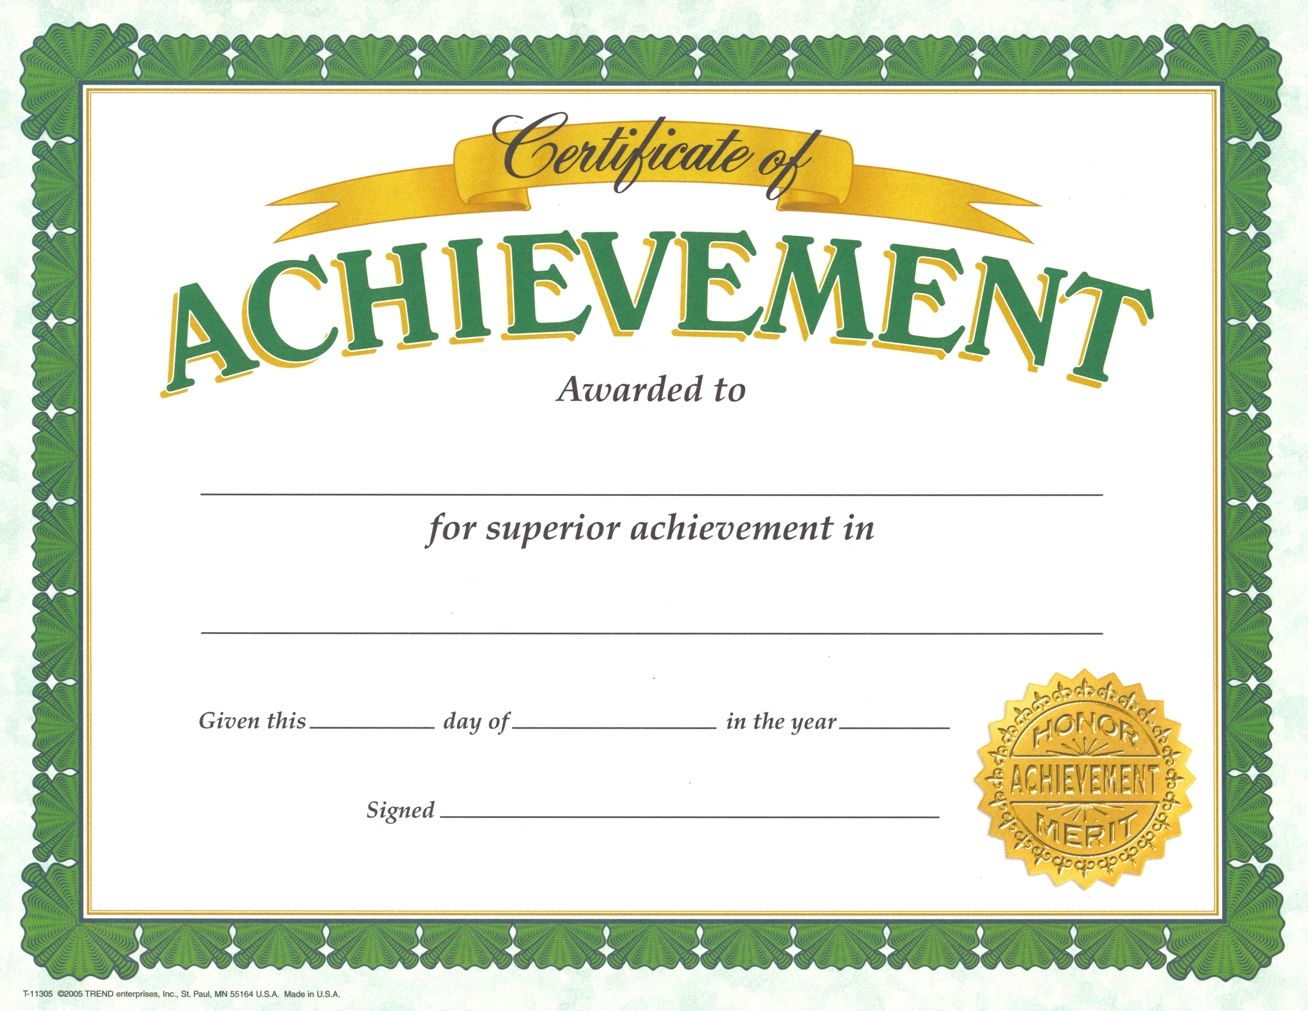 Certificate of
ACHIEVEMENT
Awarded to
for superior achievement in
Given this day of in the year
Signed
HONOR
ACHIEVEMENT
MERIT
T-11305 ©2005 TREND enterprises, Inc., St. Paul, MN 55164 U.S.A. Made in U.S.A.